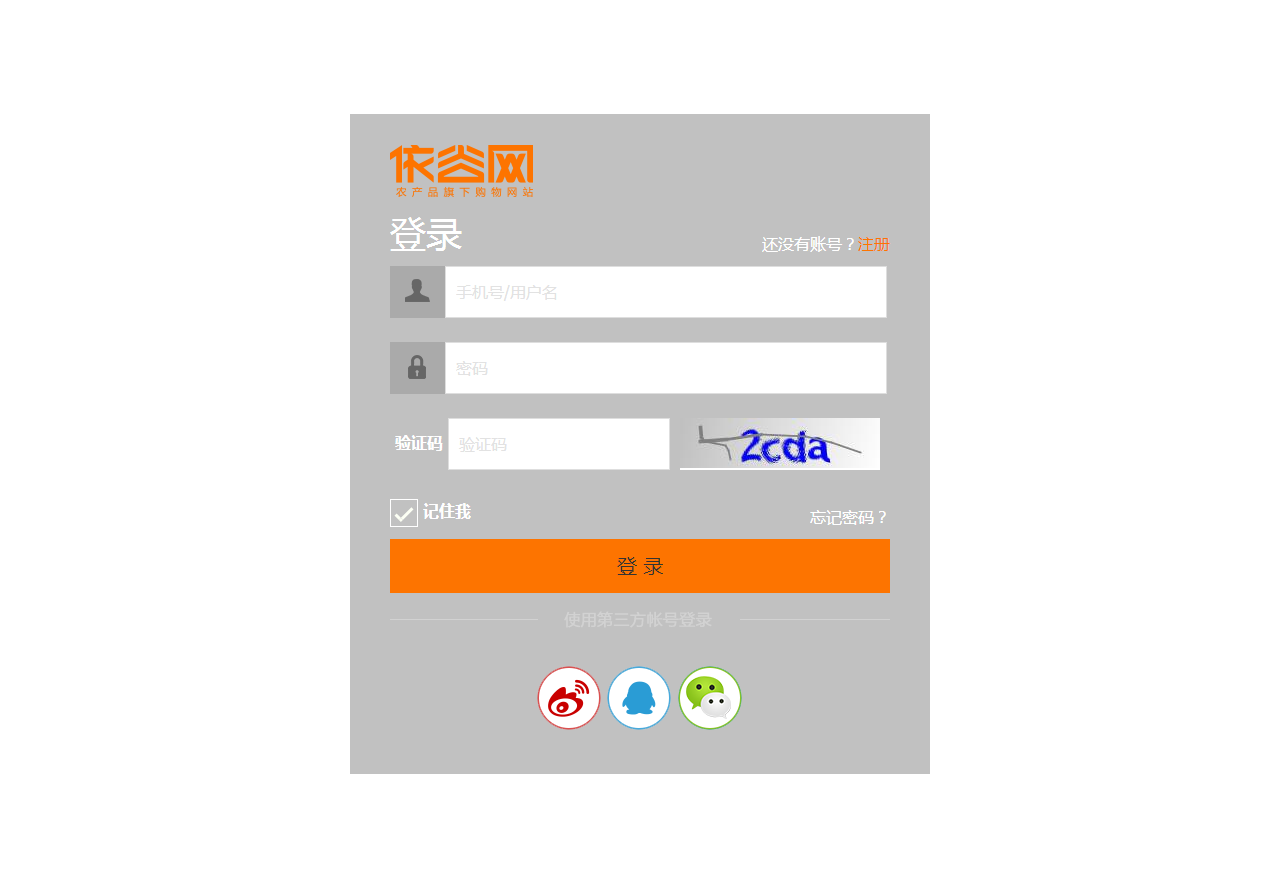 依谷网
农产品旗下购物网站
登录
还没有账号？注册
手机号/用户名
密码
验证码 验证码 2cda
记住我 忘记密码？
登 录
使用第三方帐号登录